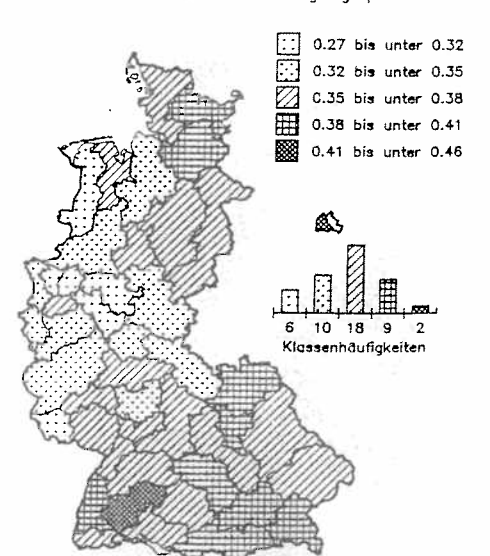 0.27 bis unter 0.32
0.32 bis unter 0.35
0.35 bis unter 0.38
0.38 bis unter 0.41
0.41 bis unter 0.46
6 10 18 9 2
Klassenhäufigkeiten